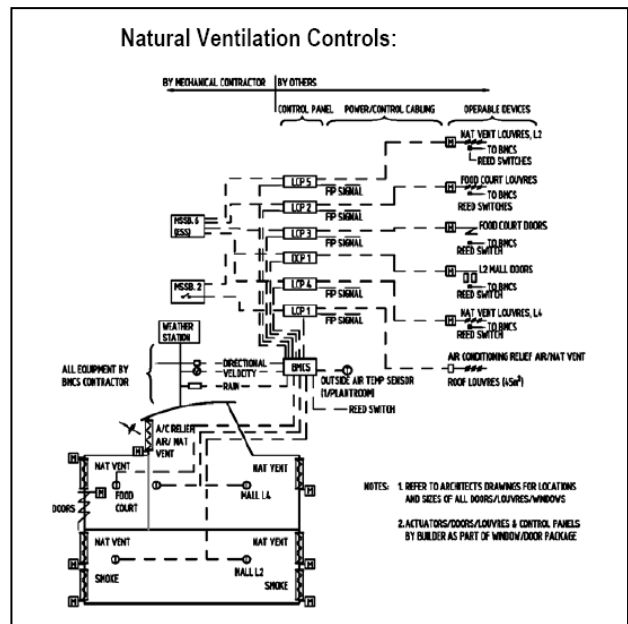 Natural Ventilation Controls:
BY MECHANICAL CONTRACTOR BY OTHERS
CONTROL PANEL POWER/CONTROL CABLING OPERABLE DEVICES
M NAT VENT LOUVRES, L2
TO BMCS
REED SWITCHES
LCP 5
FIP SIGNAL
M FOOD COURT LOUVRES
TO BMCS
REED SWITCHES
LCP 2
FIP SIGNAL
MSSB. 6
(ESS)
LCP 3
FIP SIGNAL
M FOOD COURT DOORS
TO BMCS
REED SWITCH
DCP 1
M L2 MALL DOORS
TO BMCS
REED SWITCH
MSSB. 2
LCP 4
FIP SIGNAL
M NAT VENT LOUVRES, L4
TO BMCS
REED SWITCH
LCP 1
FIP SIGNAL
WEATHER
STATION
AIR CONDITIONING RELIEF AIR/NAT VENT
ROOF LOUVRES (45m²)
ALL EQUIPMENT BY
BMCS CONTRACTOR
DIRECTIONAL
VELOCITY
RAIN
BMCS
T OUTSIDE AIR TEMP SENSOR
(1/PLANTROOM)
REED SWITCH
A/C RELIEF
AIR/ NAT
VENT
M
M NAT VENT NAT VENT
M FOOD
COURT
MALL L4
DOORS
M
NAT VENT NAT VENT
M M
T T
MALL L2
SMOKE SMOKE
M M
NOTES: 1. REFER TO ARCHITECTS DRAWINGS FOR LOCATIONS
AND SIZES OF ALL DOORS/LOUVRES/WINDOWS
2. ACTUATORS/DOORS/LOUVRES & CONTROL PANELS
BY BUILDER AS PART OF WINDOW/DOOR PACKAGE